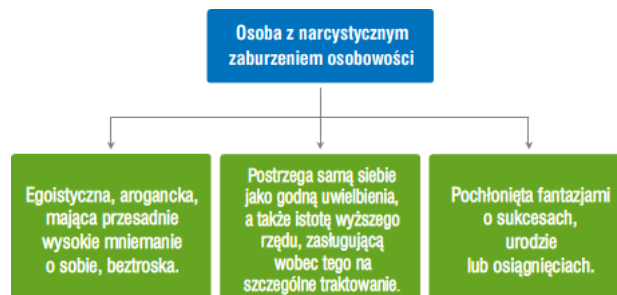 Osoba z narcystycznym
zaburzeniem osobowości
Egoistyczna, arogancka,
mająca przesadnie
wysokie mniemanie
o sobie, beztroska.
Postrzega samą siebie
jako godną uwielbienia,
a także istotę wyższego
rzędu, zasługującą
wobec tego na
szczególne traktowanie.
Pochłonięta fantazjami
o sukcesach,
urodzie
lub osiągnięciach.